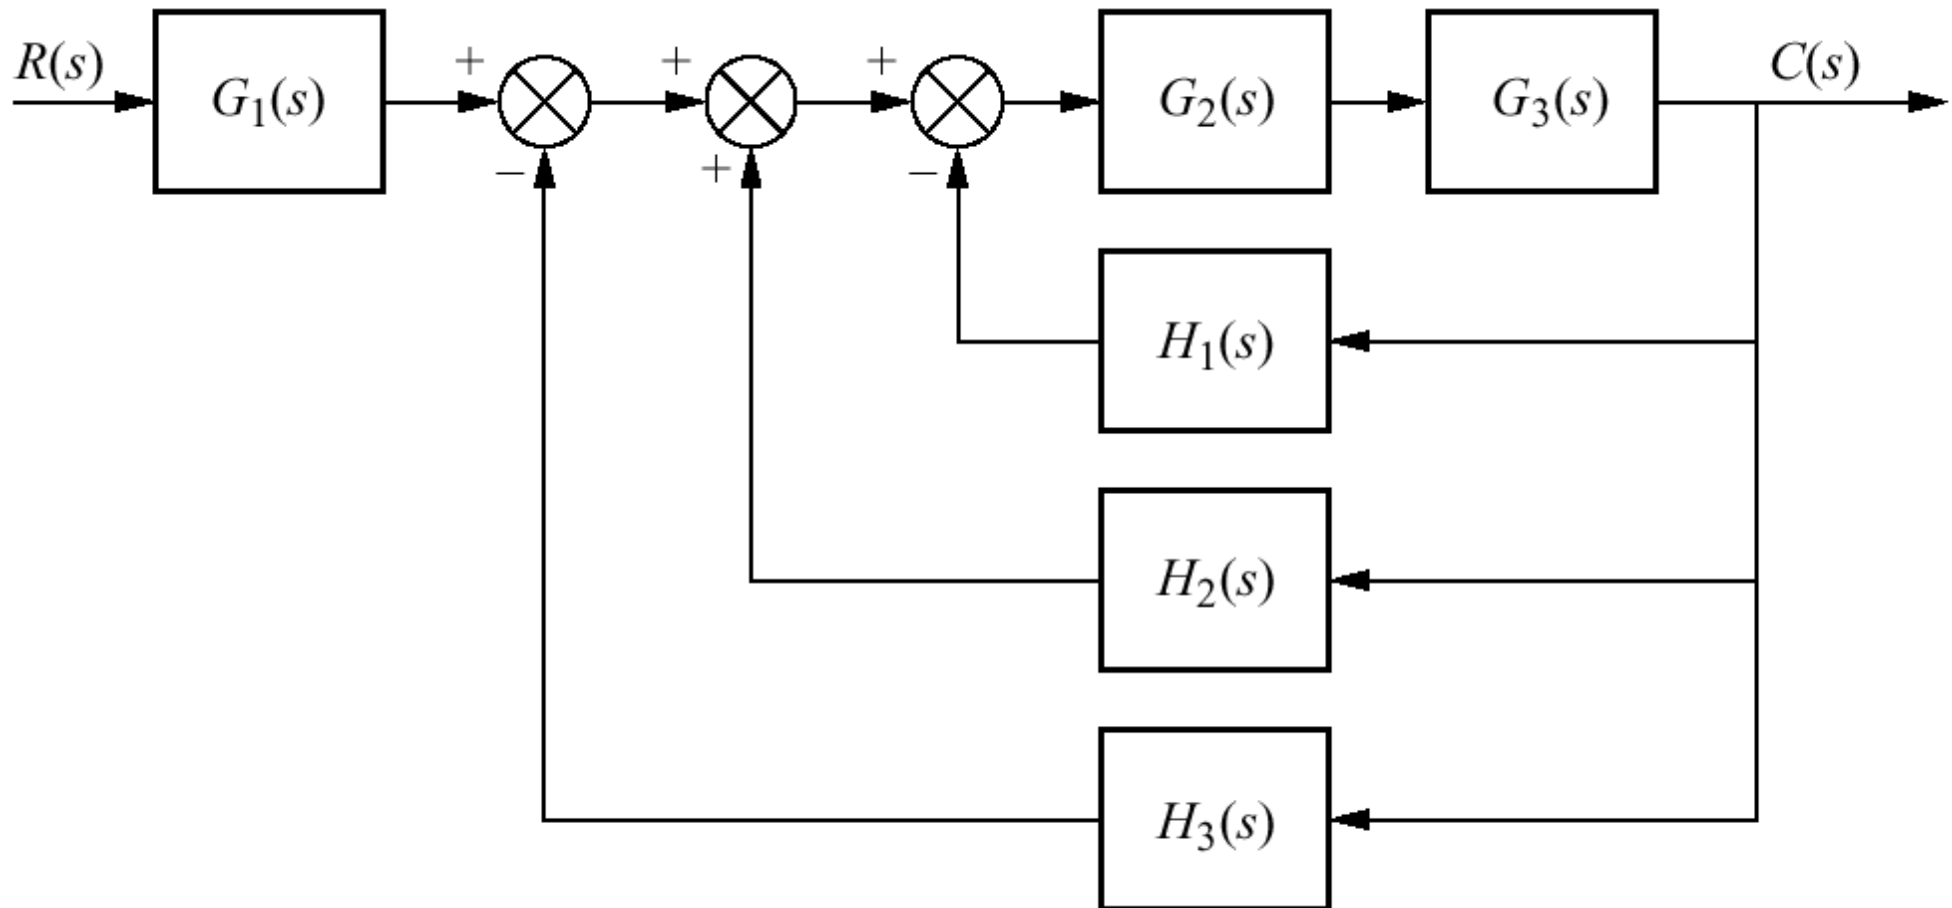 R(s)
G₁(s)
+
+
+
G₂(s)
G₃(s)
C(s)
−
+
−
H₁(s)
H₂(s)
H₃(s)